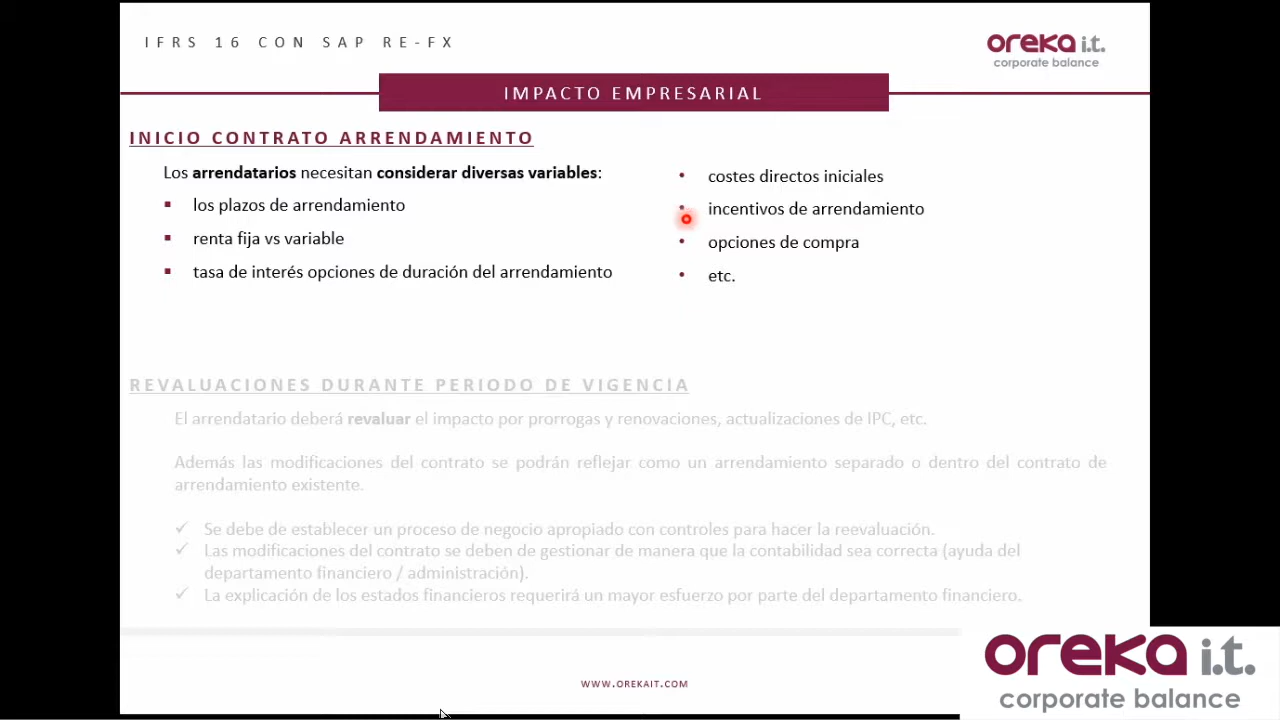 IFRS 16 CON SAP RE-FX
oreka i.t.
corporate balance
IMPACTO EMPRESARIAL
INICIO CONTRATO ARRENDAMIENTO
Los arrendatarios necesitan considerar diversas variables:
▪ los plazos de arrendamiento
▪ renta fija vs variable
▪ tasa de interés opciones de duración del arrendamiento
• costes directos iniciales
• incentivos de arrendamiento
• opciones de compra
• etc.
REVALUACIONES DURANTE PERIODO DE VIGENCIA
El arrendatario deberá revaluar el impacto por prorrogas y renovaciones, actualizaciones de IPC, etc.
Además las modificaciones del contrato se podrán reflejar como un arrendamiento separado o dentro del contrato de
arrendamiento existente.
✓ Se debe de establecer un proceso de negocio apropiado con controles para hacer la reevaluación.
✓ Las modificaciones del contrato se deben de gestionar de manera que la contabilidad sea correcta (ayuda del
departamento financiero / administración).
✓ La explicación de los estados financieros requerirá un mayor esfuerzo por parte del departamento financiero.
WWW.OREKAIT.COM
oreka i.t.
corporate balance